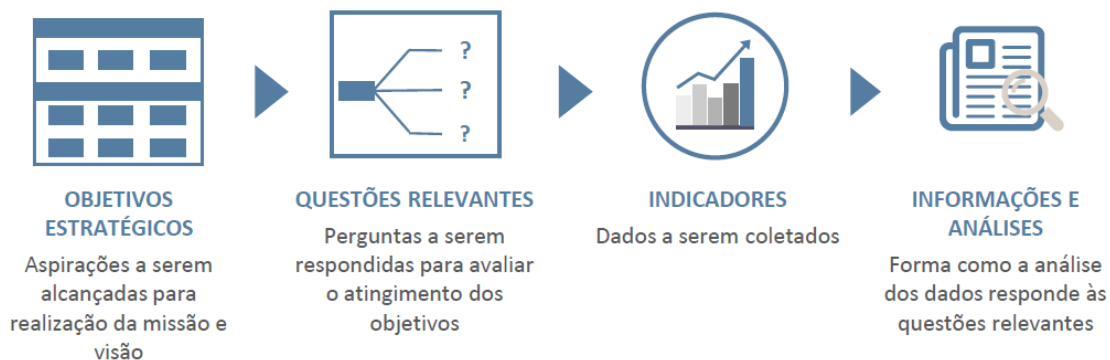 ?
?
?
OBJETIVOS
ESTRATÉGICOS
Aspirações a serem
alcançadas para
realização da missão e
visão
QUESTÕES RELEVANTES
Perguntas a serem
respondidas para avaliar
o atingimento dos
objetivos
INDICADORES
Dados a serem coletados
INFORMAÇÕES E
ANÁLISES
Forma como a análise
dos dados responde às
questões relevantes